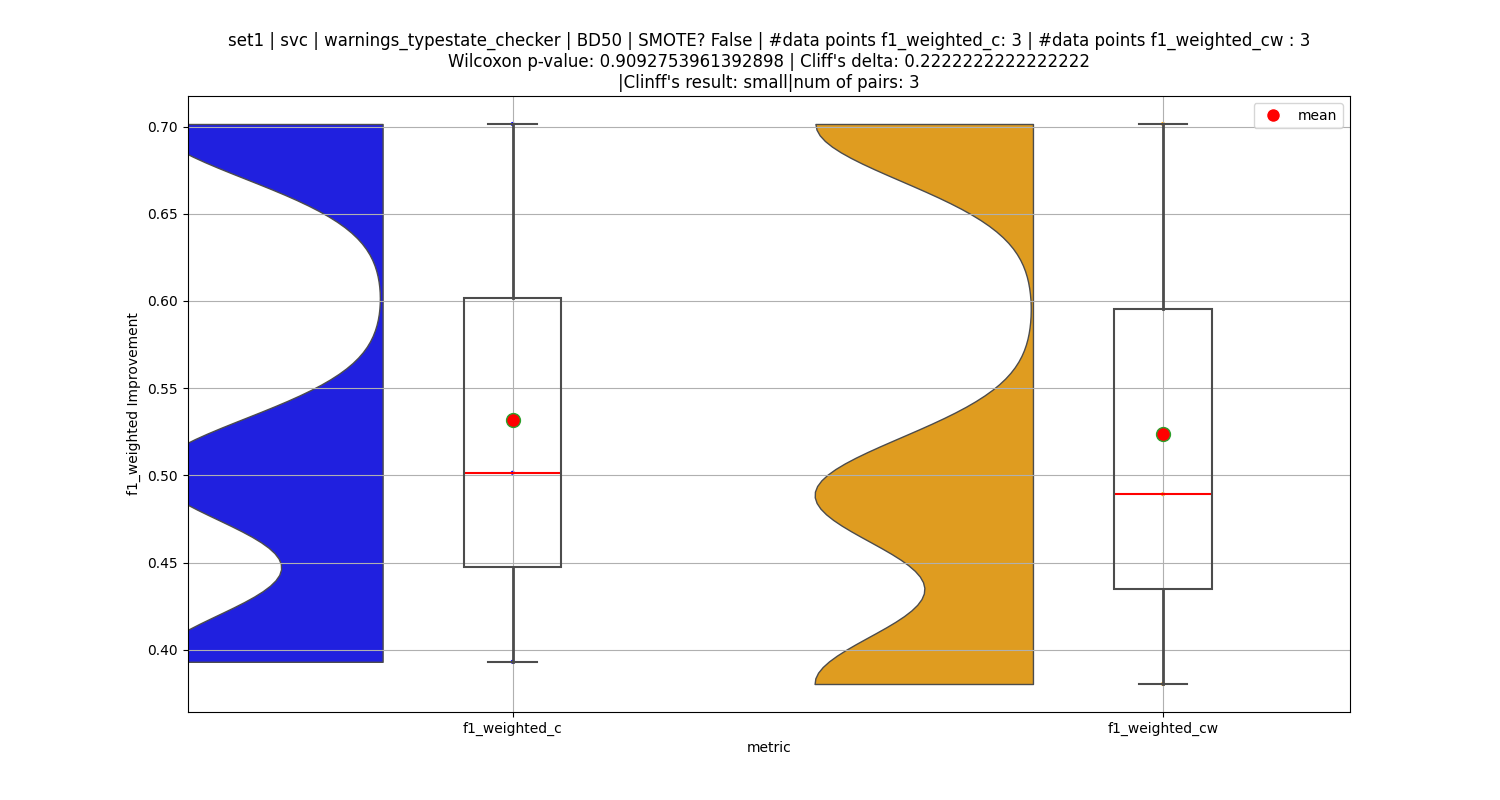 set1 | svc | warnings_typestate_checker | BD50 | SMOTE? False | #data points f1_weighted_c: 3 | #data points f1_weighted_cw : 3
Wilcoxon p-value: 0.9092753961392898 | Cliff's delta: 0.2222222222222222
|Clinff's result: small|num of pairs: 3
mean
0.70
0.65
0.60
0.55
0.50
0.45
0.40
f1_weighted Improvement
f1_weighted_c
f1_weighted_cw
metric